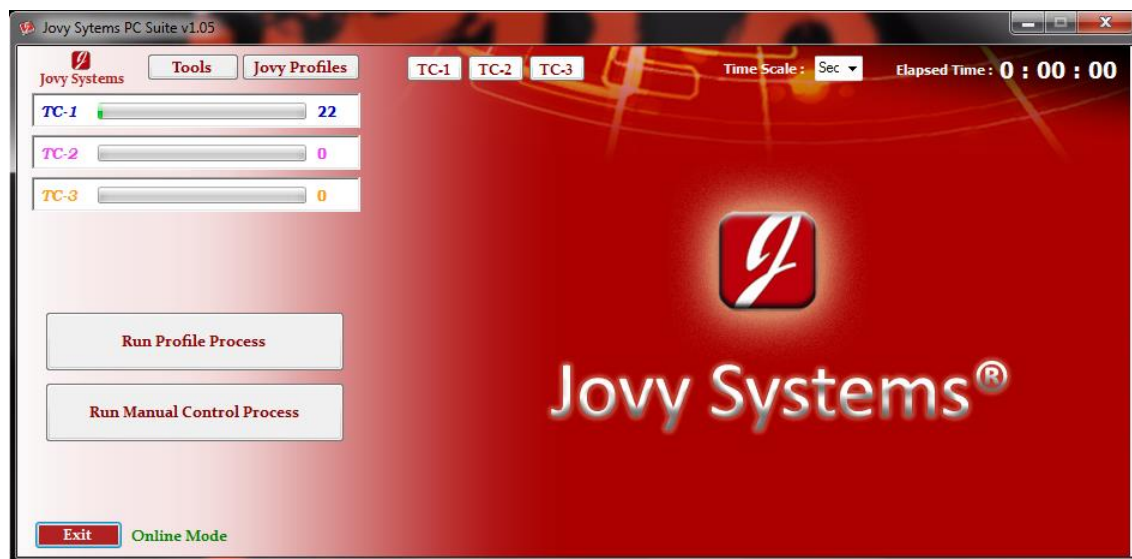 Jovy Sytems PC Suite v1.05
Jovy Systems Tools Jovy Profiles TC-1 TC-2 TC-3 Time Scale : Sec Elapsed Time : 0 : 00 : 00
TC-1 22
TC-2 0
TC-3 0
Run Profile Process
Run Manual Control Process
Jovy Systems®
Exit Online Mode